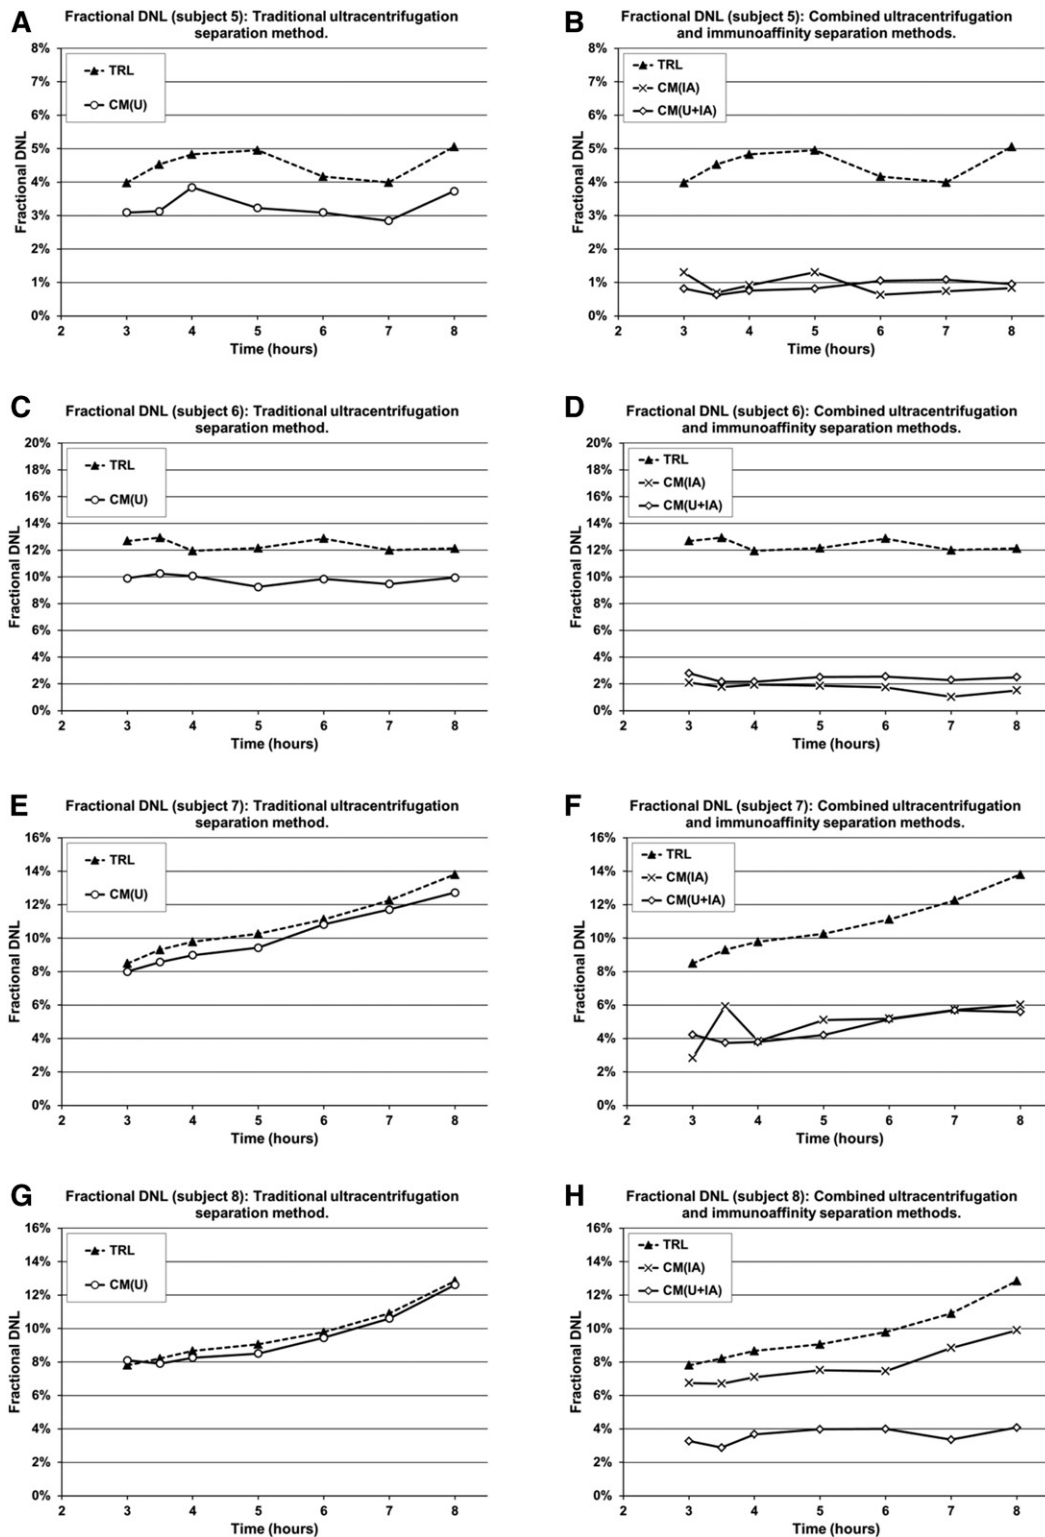 A
Fractional DNL (subject 5): Traditional ultracentrifugation
separation method.
8%
7%
6%
5%
4%
3%
2%
1%
0%
Fractional DNL
TRL
CM(U)
2 3 4 5 6 7 8
Time (hours)
B
Fractional DNL (subject 5): Combined ultracentrifugation
and immunoaffinity separation methods.
8%
7%
6%
5%
4%
3%
2%
1%
0%
Fractional DNL
TRL
CM(IA)
CM(U+IA)
2 3 4 5 6 7 8
Time (hours)
C
Fractional DNL (subject 6): Traditional ultracentrifugation
separation method.
20%
18%
16%
14%
12%
10%
8%
6%
4%
2%
0%
Fractional DNL
TRL
CM(U)
2 3 4 5 6 7 8
Time (hours)
D
Fractional DNL (subject 6): Combined ultracentrifugation
and immunoaffinity separation methods.
20%
18%
16%
14%
12%
10%
8%
6%
4%
2%
0%
Fractional DNL
TRL
CM(IA)
CM(U+IA)
2 3 4 5 6 7 8
Time (hours)
E
Fractional DNL (subject 7): Traditional ultracentrifugation
separation method.
16%
14%
12%
10%
8%
6%
4%
2%
0%
Fractional DNL
TRL
CM(U)
2 3 4 5 6 7 8
Time (hours)
F
Fractional DNL (subject 7): Combined ultracentrifugation
and immunoaffinity separation methods.
16%
14%
12%
10%
8%
6%
4%
2%
0%
Fractional DNL
TRL
CM(IA)
CM(U+IA)
2 3 4 5 6 7 8
Time (hours)
G
Fractional DNL (subject 8): Traditional ultracentrifugation
separation method.
16%
14%
12%
10%
8%
6%
4%
2%
0%
Fractional DNL
TRL
CM(U)
2 3 4 5 6 7 8
Time (hours)
H
Fractional DNL (subject 8): Combined ultracentrifugation
and immunoaffinity separation methods.
16%
14%
12%
10%
8%
6%
4%
2%
0%
Fractional DNL
TRL
CM(IA)
CM(U+IA)
2 3 4 5 6 7 8
Time (hours)